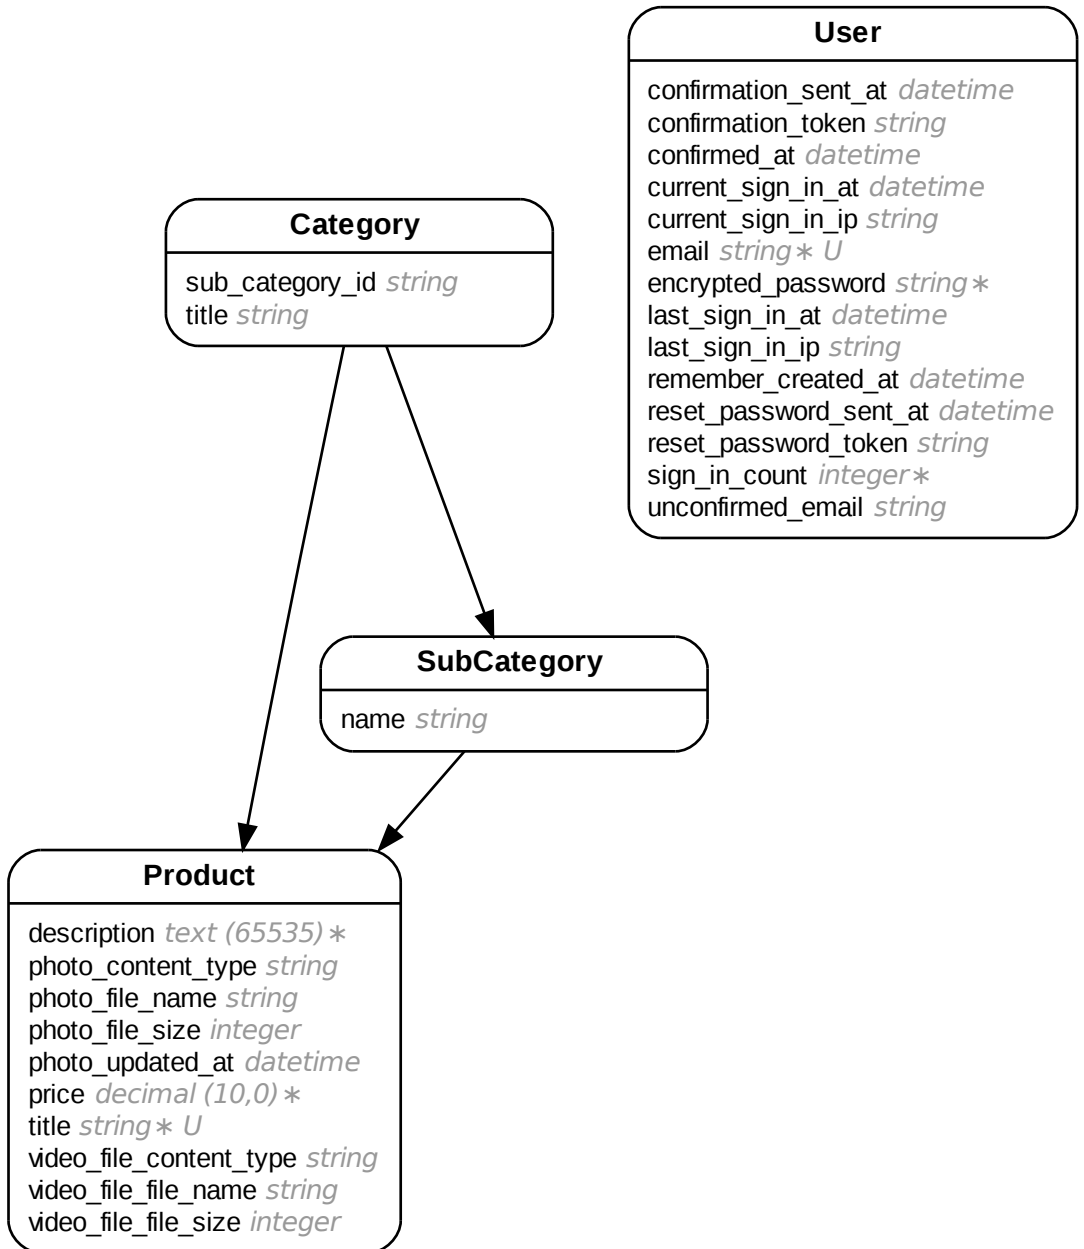 User
confirmation_sent_at datetime
confirmation_token string
confirmed_at datetime
current_sign_in_at datetime
current_sign_in_ip string
email string∗ U
encrypted_password string∗
last_sign_in_at datetime
last_sign_in_ip string
remember_created_at datetime
reset_password_sent_at datetime
reset_password_token string
sign_in_count integer∗
unconfirmed_email string
Category
sub_category_id string
title string
SubCategory
name string
Product
description text (65535)∗
photo_content_type string
photo_file_name string
photo_file_size integer
photo_updated_at datetime
price decimal (10,0)∗
title string∗ U
video_file_content_type string
video_file_file_name string
video_file_file_size integer